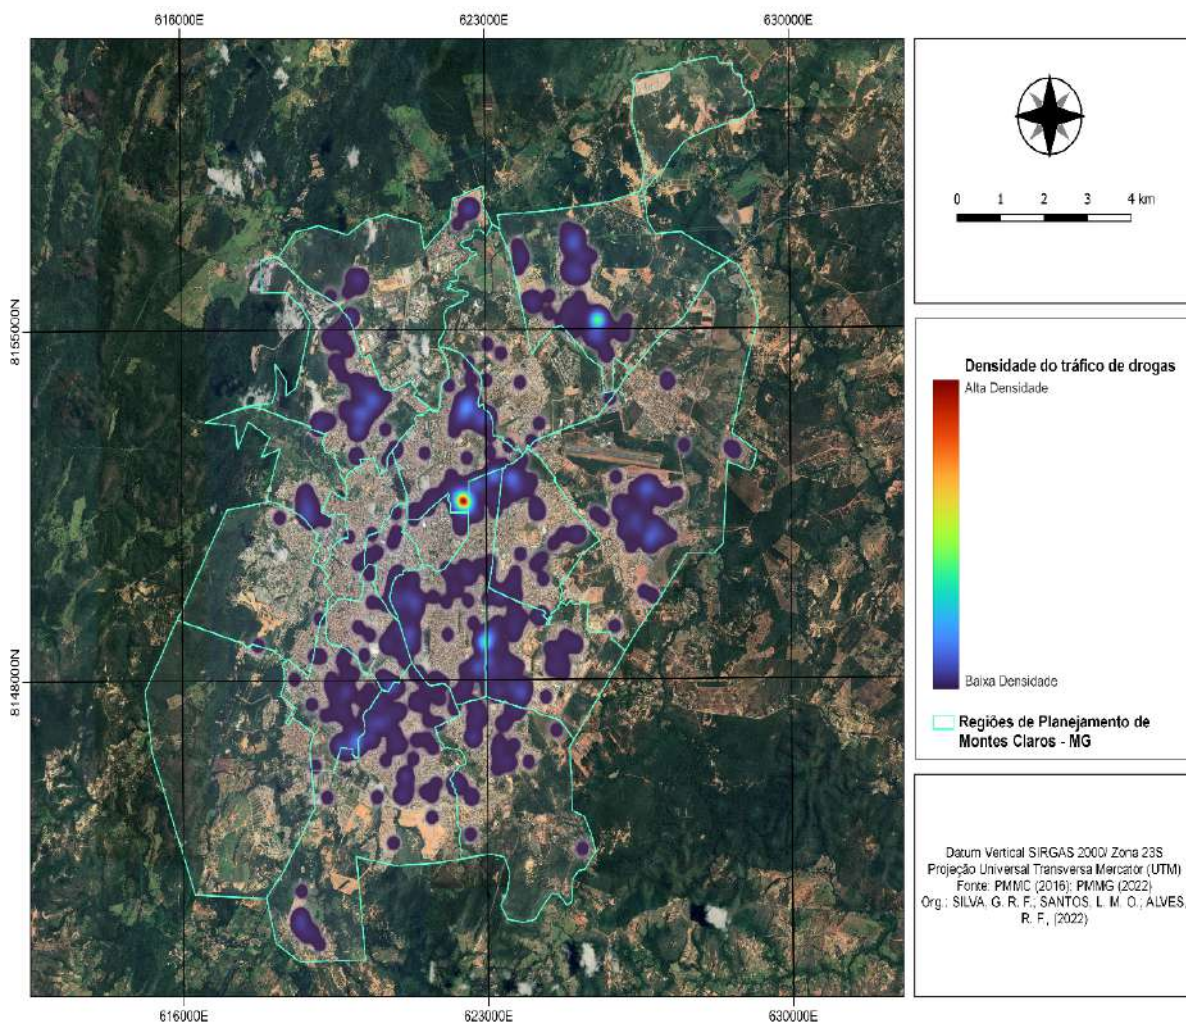 616000E 623000E 630000E
8155000N
8148000N
616000E 623000E 630000E
0 1 2 3 4 km
Densidade do tráfico de drogas
Alta Densidade
Baixa Densidade
Regiões de Planejamento de
Montes Claros - MG
Datum Vertical SIRGAS 2000/ Zona 23S
Projeção Universal Transversa Mercator (UTM)
Fonte: PMMC (2016); PMMG (2022)
Org.: SILVA, G. R. F.; SANTOS, L. M. O.; ALVES,
R. F., (2022)